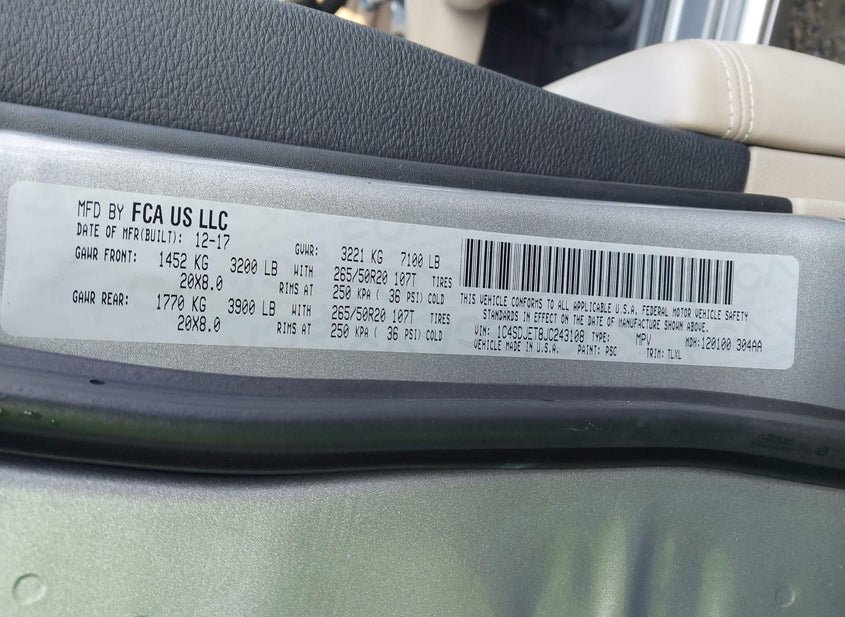 MFD BY FCA US LLC
DATE OF MFR(BUILT): 12-17 GVWR: 3221 KG 7100 LB
GAWR FRONT: 1452 KG 3200 LB WITH 265/50R20 107T TIRES
20X8.0 RIMS AT 250 KPA ( 36 PSI) COLD
GAWR REAR: 1770 KG 3900 LB WITH 265/50R20 107T TIRES
20X8.0 RIMS AT 250 KPA ( 36 PSI) COLD
THIS VEHICLE CONFORMS TO ALL APPLICABLE U.S.A. FEDERAL MOTOR VEHICLE SAFETY
STANDARDS IN EFFECT ON THE DATE OF MANUFACTURE SHOWN ABOVE.
VIN: 1C4SDJET8JC243108 TYPE: MPV MDH:120100 304AA
VEHICLE MADE IN U.S.A. PAINT: PSC TRIM: TLXL